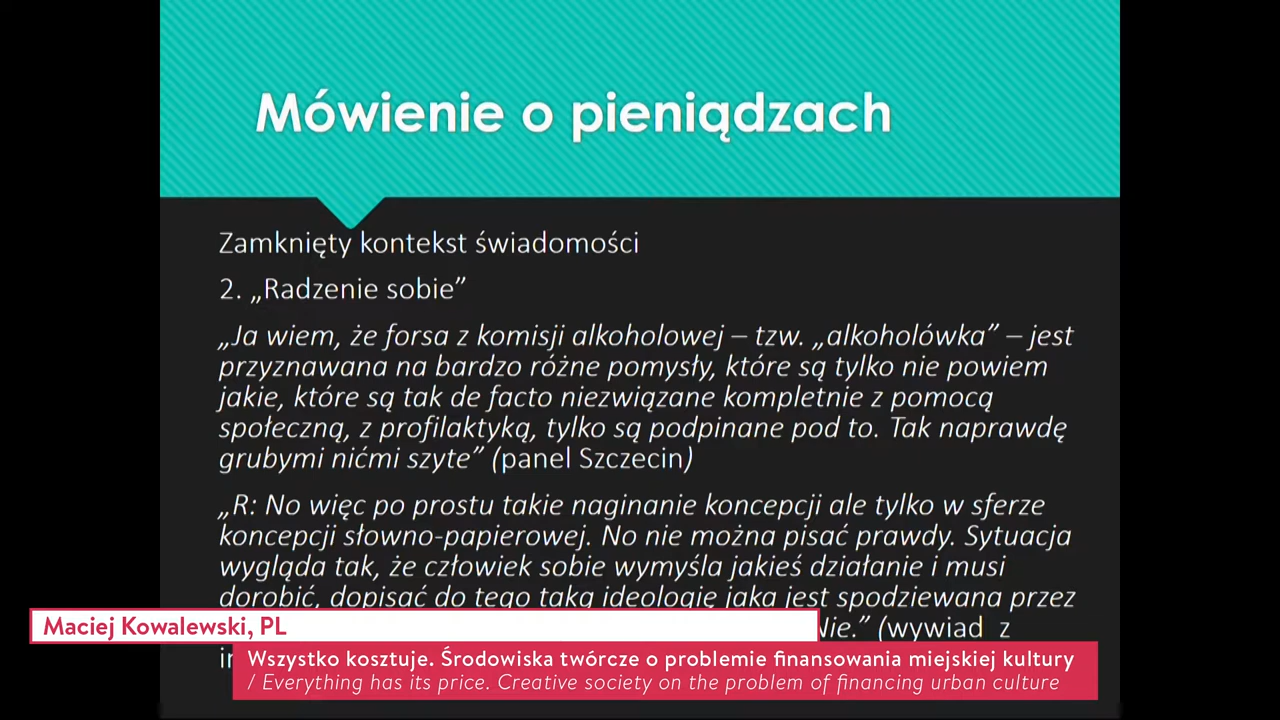 Mówienie o pieniądzach
Zamknięty kontekst świadomości
2. „Radzenie sobie”
„Ja wiem, że forsa z komisji alkoholowej – tzw. „alkoholówka” – jest
przyznawana na bardzo różne pomysły, które są tylko nie powiem
jakie, które są tak de facto niezwiązane kompletnie z pomocą
społeczną, z profilaktyką, tylko są podpinane pod to. Tak naprawdę
grubymi nićmi szyte” (panel Szczecin)
„R: No więc po prostu takie naginanie koncepcji ale tylko w sferze
koncepcji słowno-papierowej. No nie można pisać prawdy. Sytuacja
wygląda tak, że człowiek sobie wymyśla jakieś działanie i musi
dorobić, dopisać do tego taką ideologię jaka jest spodziewana przez
Nie.” (wywiad z
Maciej Kowalewski, PL
Wszystko kosztuje. Środowiska twórcze o problemie finansowania miejskiej kultury
/ Everything has its price. Creative society on the problem of financing urban culture